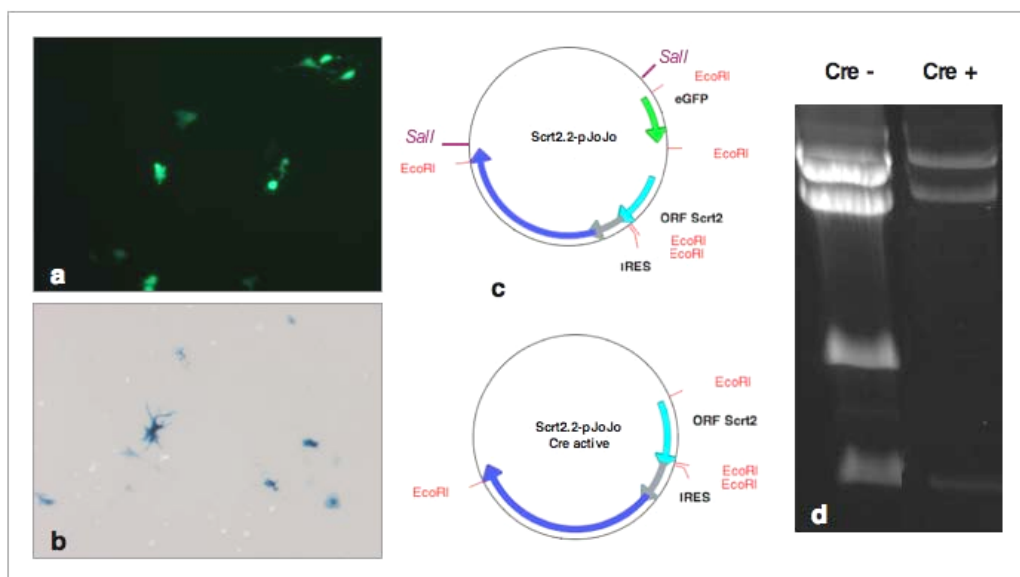 a
b
SalI
EcoRI
eGFP
Scrt2.2-pJoJo
SalI
EcoRI
EcoRI
ORF Scrt2
EcoRI
EcoRI
IRES
c
EcoRI
ORF Scrt2
Scrt2.2-pJoJo
Cre active
EcoRI
EcoRI
EcoRI
IRES
Cre - Cre +
d